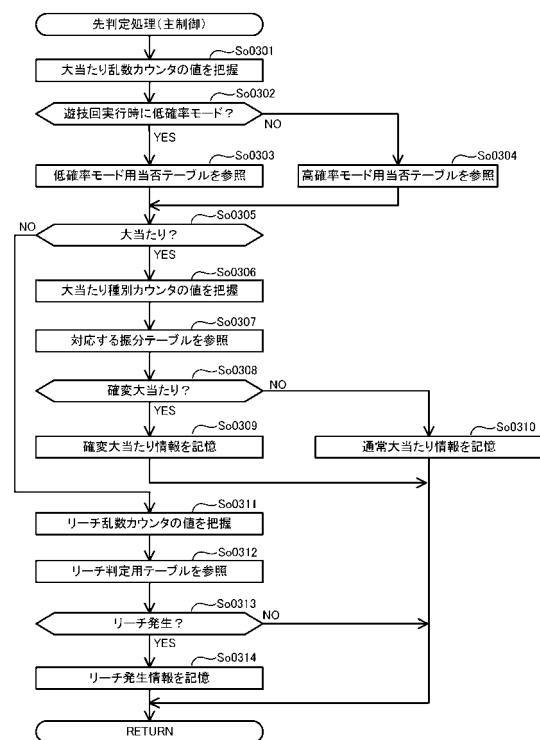 先判定処理(主制御)
So0301
大当たり乱数カウンタの値を把握
So0302
遊技回実行時に低確率モード？
NO
YES
So0303
低確率モード用当否テーブルを参照
So0304
高確率モード用当否テーブルを参照
So0305
NO
大当たり？
YES
So0306
大当たり種別カウンタの値を把握
So0307
対応する振分テーブルを参照
So0308
確変大当たり？
NO
YES
So0309
確変大当たり情報を記憶
So0310
通常大当たり情報を記憶
So0311
リーチ乱数カウンタの値を把握
So0312
リーチ判定用テーブルを参照
So0313
リーチ発生？
NO
YES
So0314
リーチ発生情報を記憶
RETURN